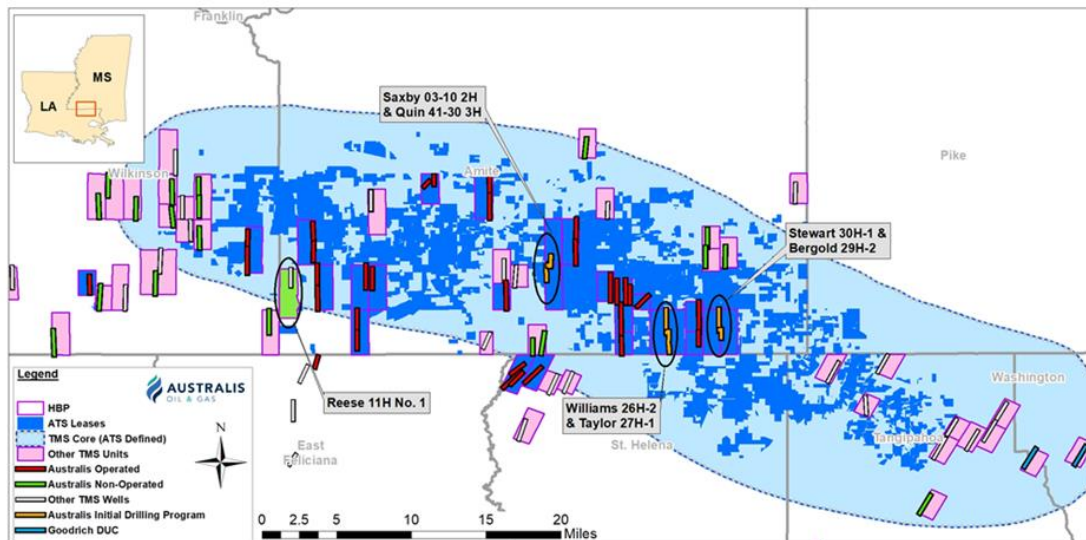 Franklin
MS
LA
Saxby 03-10 2H
& Quin 41-30 3H
Wilkinson
Amite
Pike
Stewart 30H-1 &
Bergold 29H-2
Reese 11H No. 1
Williams 26H-2
& Taylor 27H-1
Washington
Tangipahoa
St. Helena
East
Feliciana
Legend
AUSTRALIS
OIL & GAS
HBP
ATS Leases
TMS Core (ATS Defined)
Other TMS Units
Australis Operated
Australis Non-Operated
Other TMS Wells
Australis Initial Drilling Program
Goodrich DUC
N
0 2.5 5 10 15 20
Miles